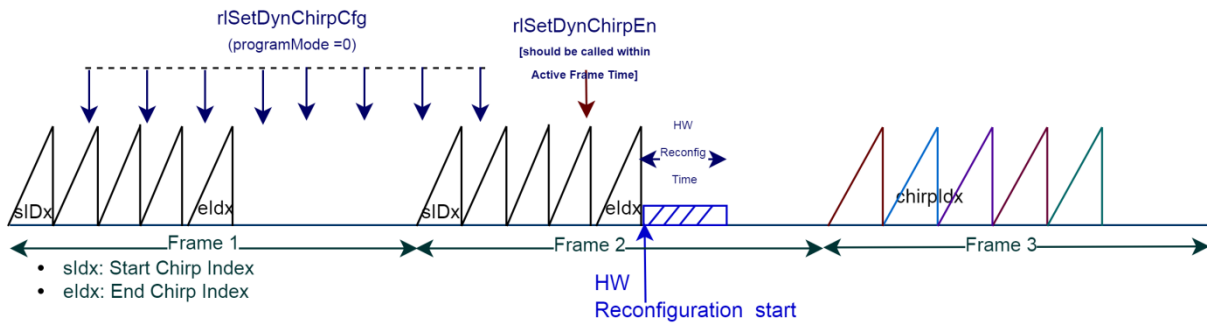 rlSetDynChirpCfg
(programMode =0)
rlSetDynChirpEn
[should be called within
Active Frame Time]
HW
Reconfig
Time
sIDx
eIdx
sIDx
eIdx
chirpIdx
Frame 1
Frame 2
Frame 3
• sIdx: Start Chirp Index
• eIdx: End Chirp Index
HW
Reconfiguration start